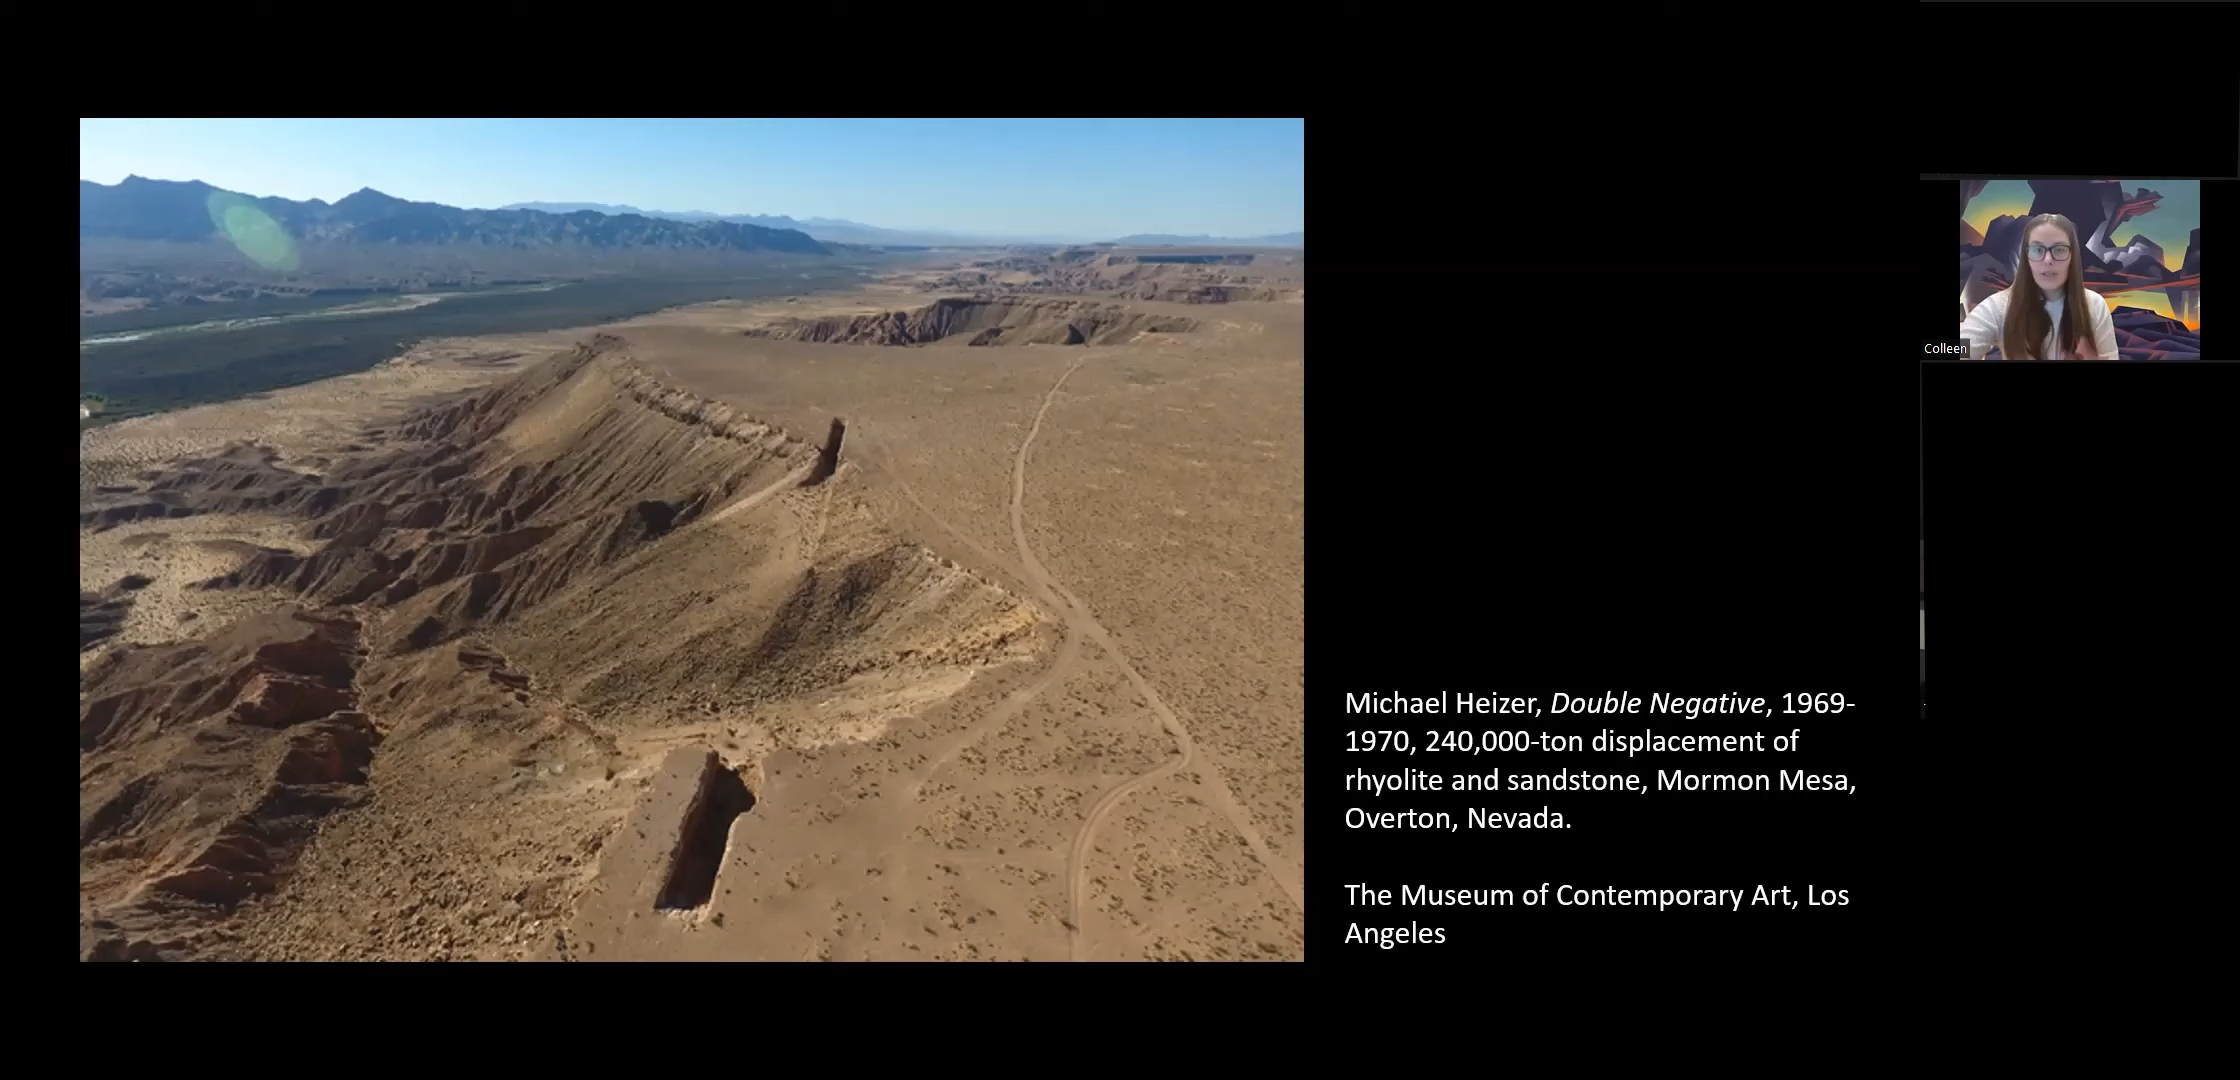 Michael Heizer, Double Negative, 1969-
1970, 240,000-ton displacement of
rhyolite and sandstone, Mormon Mesa,
Overton, Nevada.
The Museum of Contemporary Art, Los
Angeles
Colleen